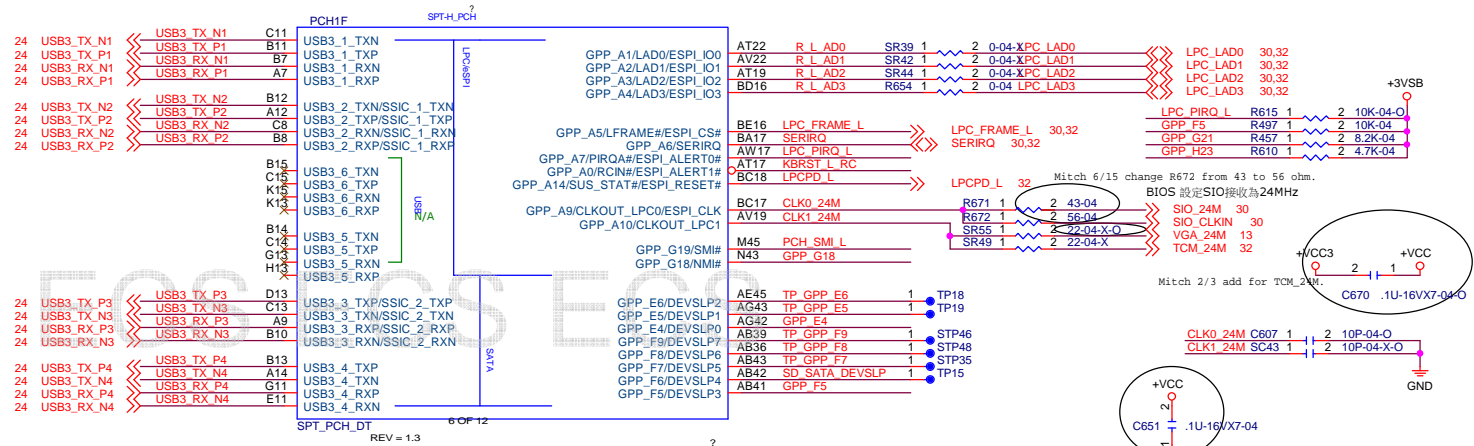 ?
PCH1F SPT-H_PCH
24 USB3_TX_N1 USB3_TX_N1 C11 USB3_1_TXN
24 USB3_TX_P1 USB3_TX_P1 B11 USB3_1_TXP
24 USB3_RX_N1 USB3_RX_N1 B7 USB3_1_RXN
24 USB3_RX_P1 USB3_RX_P1 A7 USB3_1_RXP
24 USB3_TX_N2 USB3_TX_N2 B12 USB3_2_TXN/SSIC_1_TXN
24 USB3_TX_P2 USB3_TX_P2 A12 USB3_2_TXP/SSIC_1_TXP
24 USB3_RX_N2 USB3_RX_N2 C8 USB3_2_RXN/SSIC_1_RXN
24 USB3_RX_P2 USB3_RX_P2 B8 USB3_2_RXP/SSIC_1_RXP
B15 USB3_6_TXN
C15 USB3_6_TXP
K15 USB3_6_RXN
K13 USB3_6_RXP
B14 USB3_5_TXN
C14 USB3_5_TXP
G13 USB3_5_RXN
H13 USB3_5_RXP
24 USB3_TX_P3 USB3_TX_P3 D13 USB3_3_TXP/SSIC_2_TXP
24 USB3_TX_N3 USB3_TX_N3 C13 USB3_3_TXN/SSIC_2_TXN
24 USB3_RX_P3 USB3_RX_P3 A9 USB3_3_RXP/SSIC_2_RXP
24 USB3_RX_N3 USB3_RX_N3 B10 USB3_3_RXN/SSIC_2_RXN
24 USB3_TX_P4 USB3_TX_P4 B13 USB3_4_TXP
24 USB3_TX_N4 USB3_TX_N4 A14 USB3_4_TXN
24 USB3_RX_P4 USB3_RX_P4 G11 USB3_4_RXP
24 USB3_RX_N4 USB3_RX_N4 E11 USB3_4_RXN
LPC/eSPI
USB
N/A
SATA
GPP_A1/LAD0/ESPI_IO0 AT22 R_L_AD0 SR39 1 2 0-04-X LPC_LAD0 LPC_LAD0 30,32
GPP_A2/LAD1/ESPI_IO1 AV22 R_L_AD1 SR42 1 2 0-04-X LPC_LAD1 LPC_LAD1 30,32
GPP_A3/LAD2/ESPI_IO2 AT19 R_L_AD2 SR44 1 2 0-04-X LPC_LAD2 LPC_LAD2 30,32
GPP_A4/LAD3/ESPI_IO3 BD16 R_L_AD3 R654 1 2 0-04 LPC_LAD3 LPC_LAD3 30,32
GPP_A5/LFRAME#/ESPI_CS# BE16 LPC_FRAME_L LPC_FRAME_L 30,32
GPP_A6/SERIRQ BA17 SERIRQ SERIRQ 30,32
GPP_A7/PIRQA#/ESPI_ALERT0# AW17 LPC_PIRQ_L
GPP_A0/RCIN#/ESPI_ALERT1# AT17 KBRST_L_RC
GPP_A14/SUS_STAT#/ESPI_RESET# BC18 LPCPD_L LPCPD_L 32
GPP_A9/CLKOUT_LPC0/ESPI_CLK BC17 CLK0_24M
GPP_A10/CLKOUT_LPC1 AV19 CLK1_24M
GPP_G19/SMI# M45 PCH_SMI_L
GPP_G18/NMI# N43 GPP_G18
GPP_E6/DEVSLP2 AE45 TP_GPP_E6 1 TP18
GPP_E5/DEVSLP1 AG43 TP_GPP_E5 1 TP19
GPP_E4/DEVSLP0 AG42 GPP_E4
GPP_F9/DEVSLP7 AB39 TP_GPP_F9 1 STP46
GPP_F8/DEVSLP6 AB36 TP_GPP_F8 1 STP48
GPP_F7/DEVSLP5 AB43 TP_GPP_F7 1 STP35
GPP_F6/DEVSLP4 AB42 SD_SATA_DEVSLP 1 TP15
GPP_F5/DEVSLP3 AB41 GPP_F5
+3VSB
LPC_PIRQ_L R615 1 2 10K-04-O
GPP_F5 R497 1 2 10K-04
GPP_G21 R457 1 2 8.2K-04
GPP_H23 R610 1 2 4.7K-04
Mitch 6/15 change R672 from 43 to 56 ohm.
BIOS 設定SIO接收為24MHz
R671 1 2 43-04 SIO_24M 30
R672 1 2 56-04 SIO_CLKIN 30
SR55 1 2 22-04-X-O VGA_24M 13
SR49 1 2 22-04-X TCM_24M 32
Mitch 2/3 add for TCM_24M.
+VCC3 +VCC
2 1
C670 .1U-16VX7-04-O
CLK0_24M C607 1 2 10P-04-O
CLK1_24M SC43 1 2 10P-04-X-O
GND
+VCC
2
C651 .1U-16VX7-04
1
SPT_PCH_DT 6 OF 12
REV = 1.3
?
ECS ECS ECS